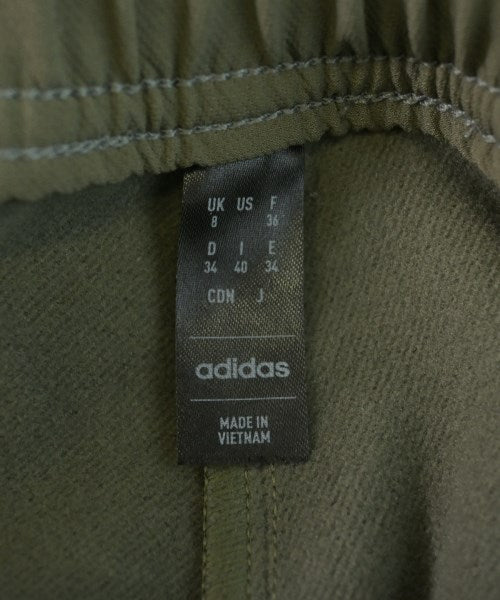 UK US F
8 36
D I E
34 40 34
CDN J
adidas
MADE IN
VIETNAM